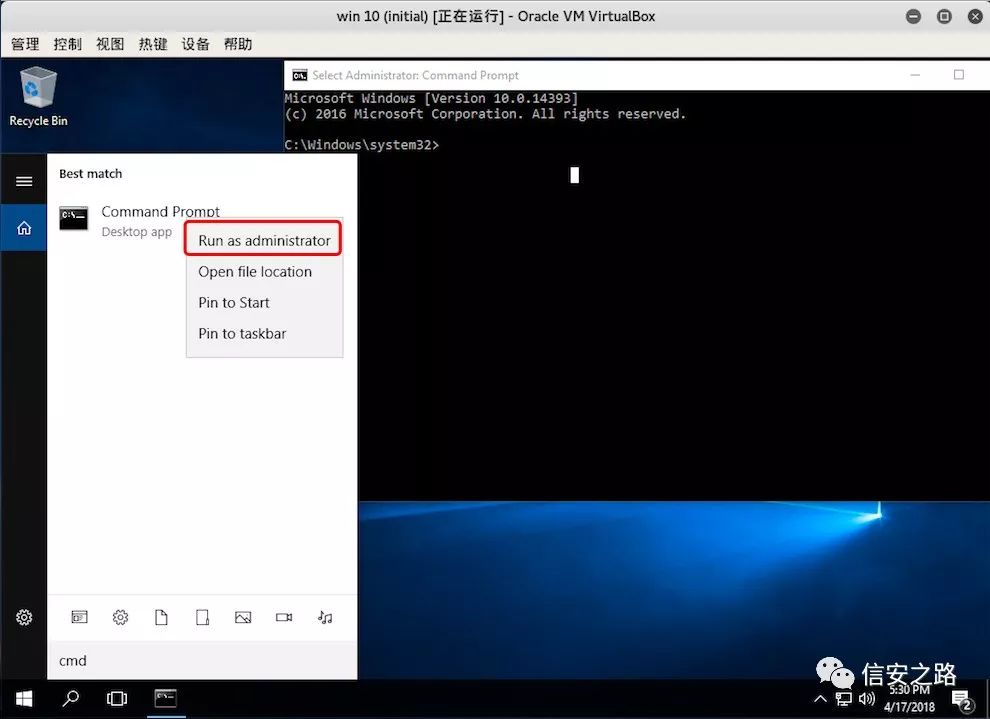 win 10 (initial) [正在运行] - Oracle VM VirtualBox
管理 控制 视图 热键 设备 帮助
Recycle Bin
Select Administrator: Command Prompt
Microsoft Windows [Version 10.0.14393]
(c) 2016 Microsoft Corporation. All rights reserved.
C:\Windows\system32>
Best match
Command Prompt
Desktop app
Run as administrator
Open file location
Pin to Start
Pin to taskbar
cmd
信安之路
5:30 PM
4/17/2018
2